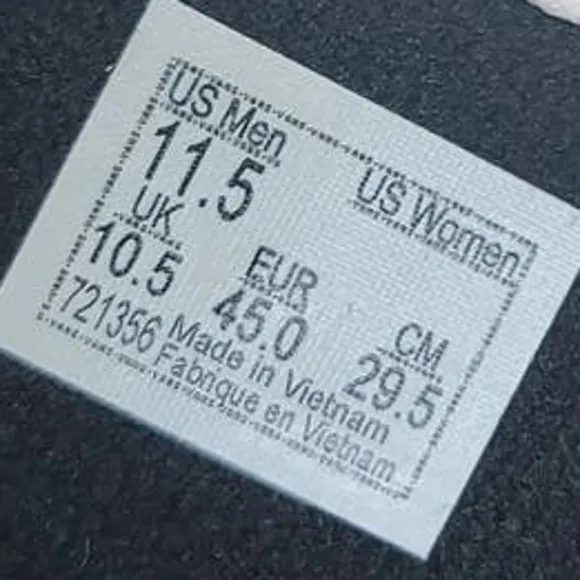 US Men US Women
11.5
UK EUR CM
10.5 45.0 29.5
721356 Made in Vietnam
Fabriqué en Vietnam